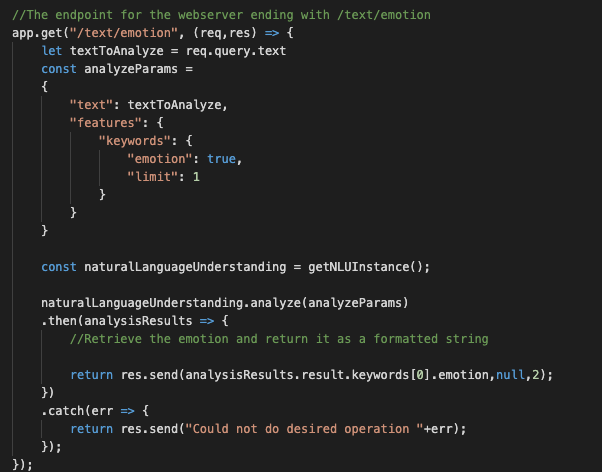 //The endpoint for the webserver ending with /text/emotion
app.get("/text/emotion", (req,res) => {
    let textToAnalyze = req.query.text
    const analyzeParams =
    {
        "text": textToAnalyze,
        "features": {
            "keywords": {
                "emotion": true,
                "limit": 1
            }
        }
    }

    const naturalLanguageUnderstanding = getNLUInstance();

    naturalLanguageUnderstanding.analyze(analyzeParams)
    .then(analysisResults => {
        //Retrieve the emotion and return it as a formatted string

        return res.send(analysisResults.result.keywords[0].emotion,null,2);
    })
    .catch(err => {
        return res.send("Could not do desired operation "+err);
    });
});